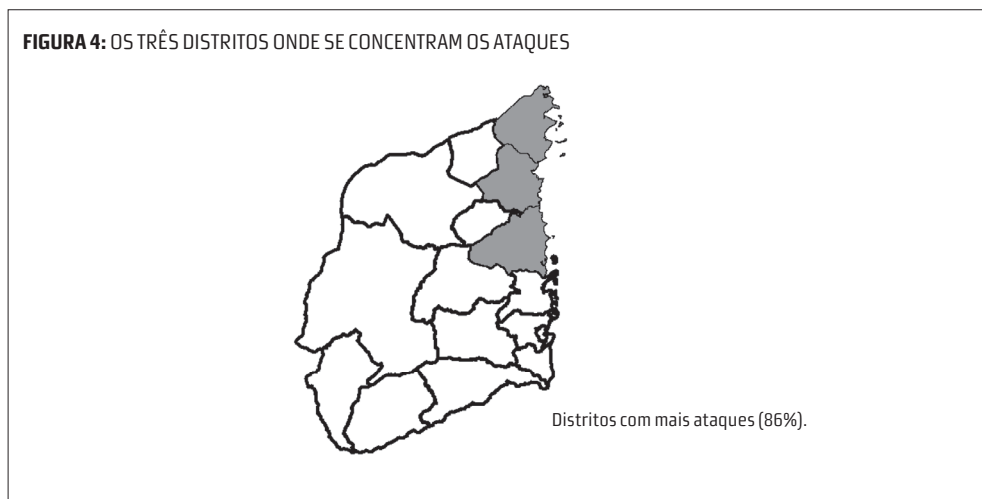 FIGURA 4: OS TRÊS DISTRITOS ONDE SE CONCENTRAM OS ATAQUES
Distritos com mais ataques (86%).